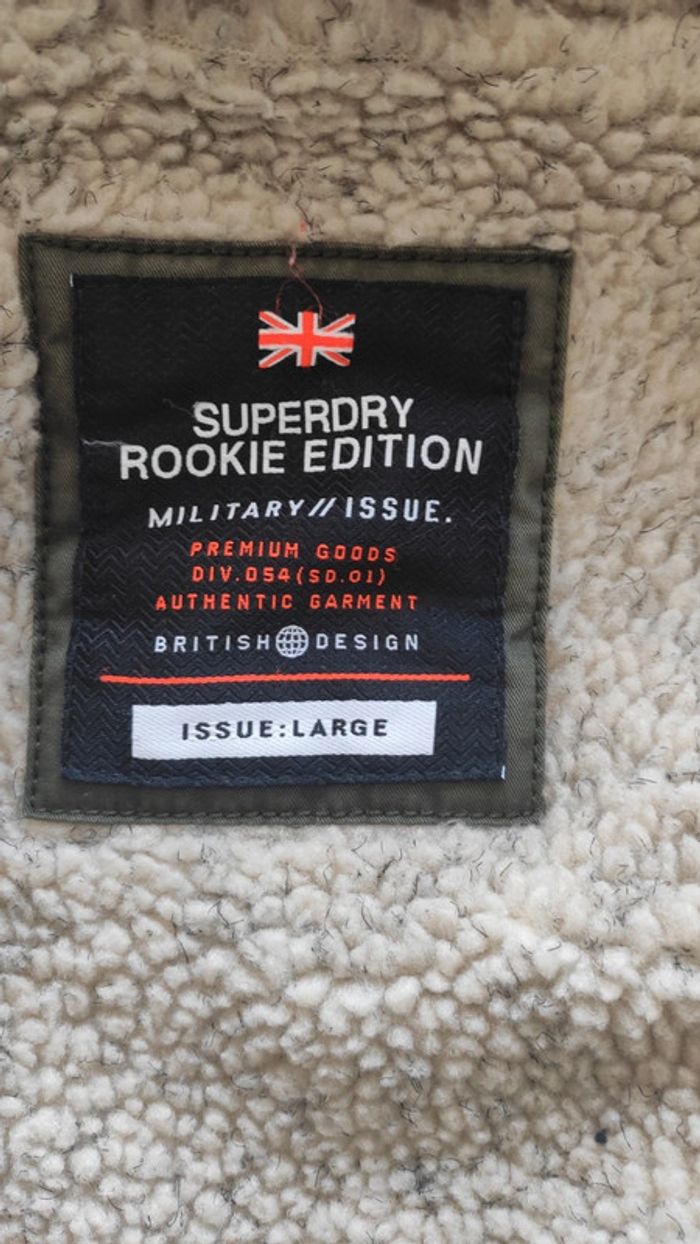 SUPERDRY
ROOKIE EDITION
MILITARY//ISSUE.
PREMIUM GOODS
DIV.054(SD.01)
AUTHENTIC GARMENT
BRITISH DESIGN
ISSUE:LARGE